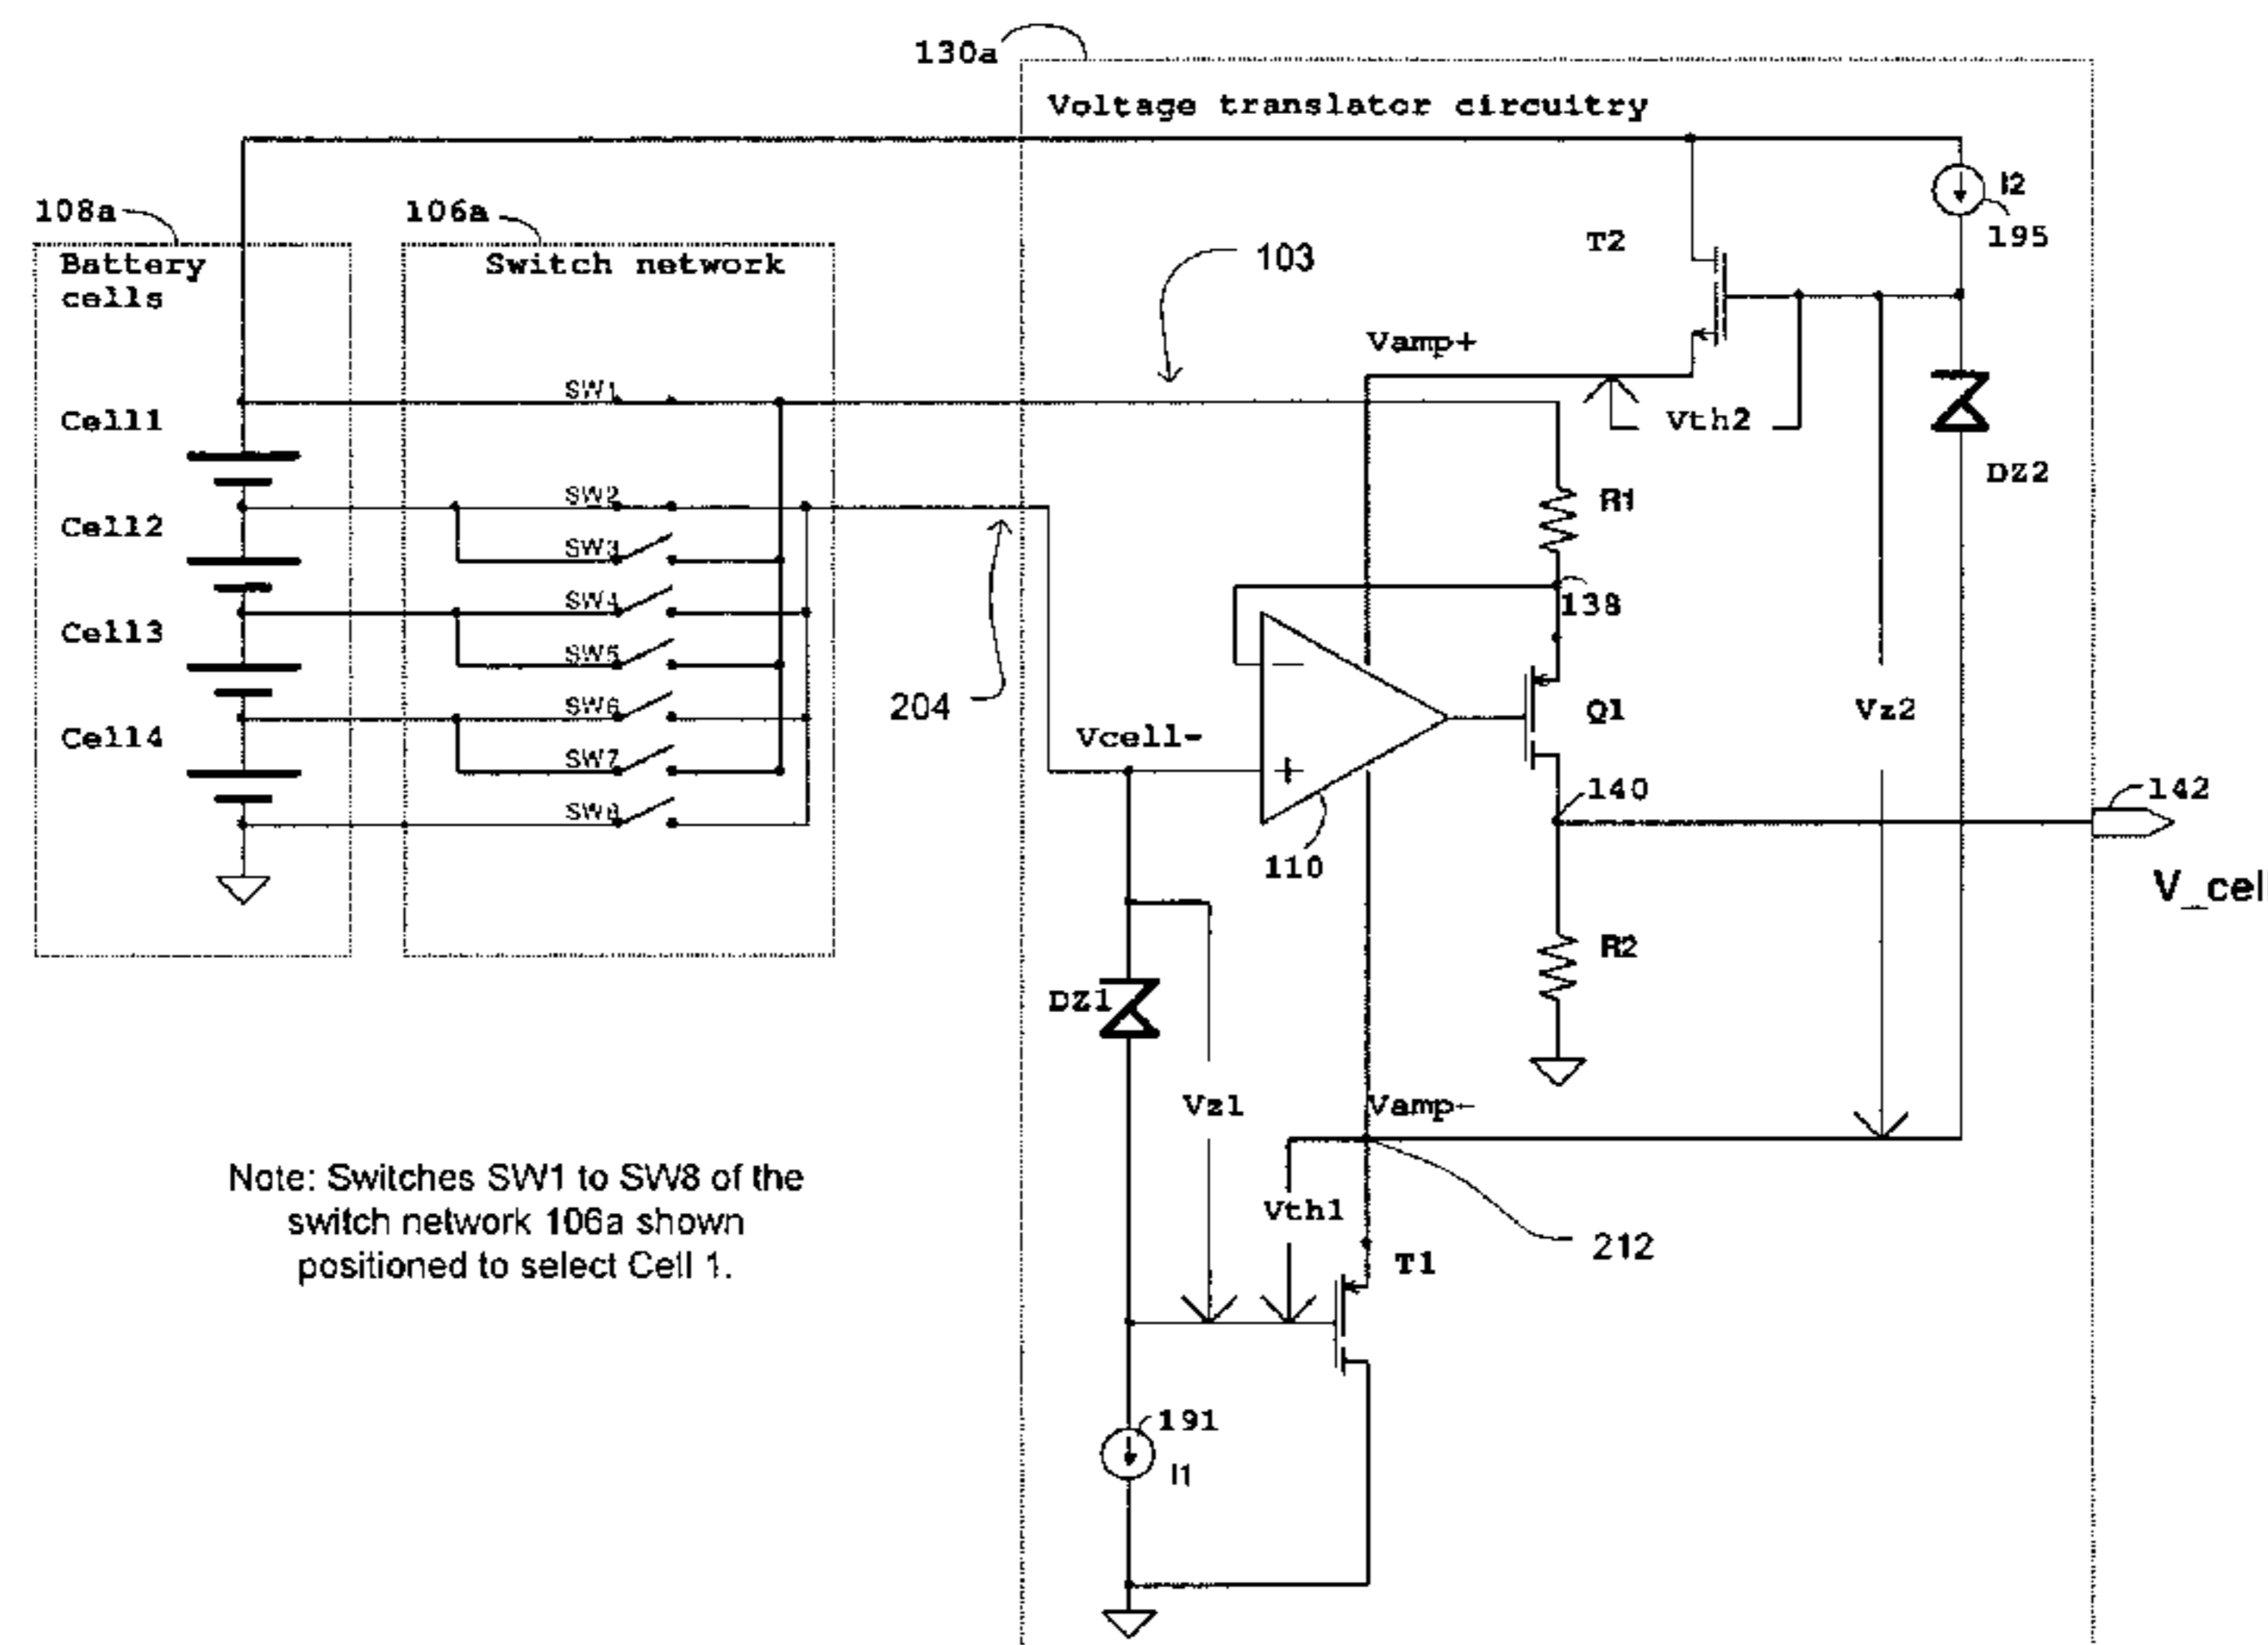 130a
Voltage translator circuitry
108a
106a
I2
195
T2
Battery
cells
Switch network
103
Vamp+
SW1
Cell1
Vth2
DZ2
SW2
R1
Cell2
SW3
138
SW4
Cell3
SW5
204
SW6
Q1
Vz2
Cell4
Vcell-
SW7
140
142
SW8
110
V_cel
R2
DZ1
Vz1
Vamp-
Note: Switches SW1 to SW8 of the
switch network 106a shown
positioned to select Cell 1.
Vth1
212
T1
191
I1